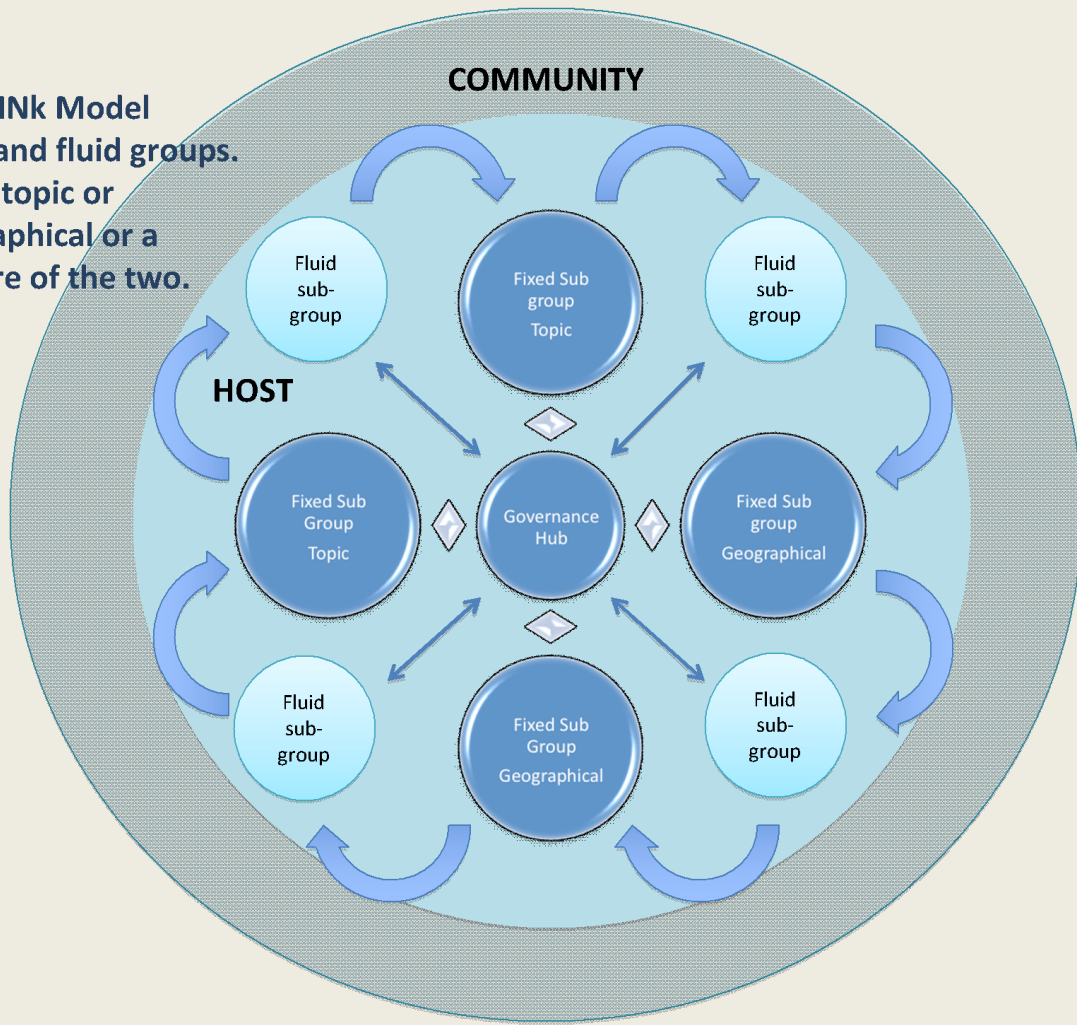 COMMUNITY
INk Model
and fluid groups.
topic or
aphical or a
re of the two.
Fluid
sub-
group
Fixed Sub
group
Topic
Fluid
sub-
group
HOST
Fixed Sub
Group
Topic
Governance
Hub
Fixed Sub
group
Geographical
Fluid
sub-
group
Fixed Sub
Group
Geographical
Fluid
sub-
group